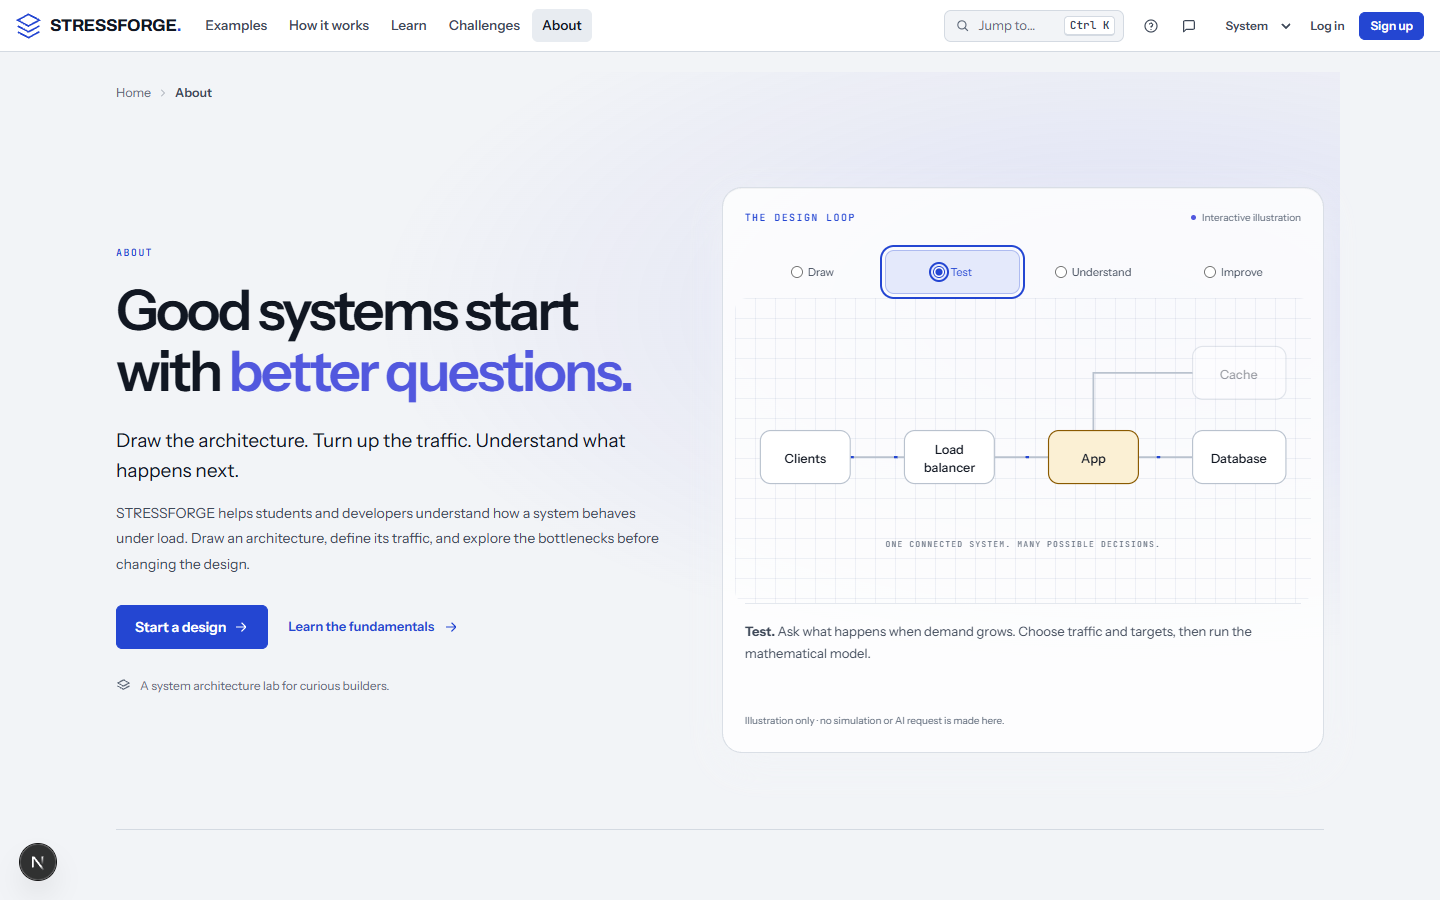 STRESSFORGE.
Examples
How it works
Learn
Challenges
About
Jump to...
Ctrl K
System
Log in
Sign up
Home
About
ABOUT
Good systems start
with better questions.
Draw the architecture. Turn up the traffic. Understand what
happens next.
STRESSFORGE helps students and developers understand how a system behaves
under load. Draw an architecture, define its traffic, and explore the bottlenecks before
changing the design.
Start a design
Learn the fundamentals
A system architecture lab for curious builders.
THE DESIGN LOOP
Interactive illustration
Draw
Test
Understand
Improve
Cache
Clients
Load
balancer
App
Database
ONE CONNECTED SYSTEM. MANY POSSIBLE DECISIONS.
Test. Ask what happens when demand grows. Choose traffic and targets, then run the
mathematical model.
Illustration only · no simulation or AI request is made here.
N